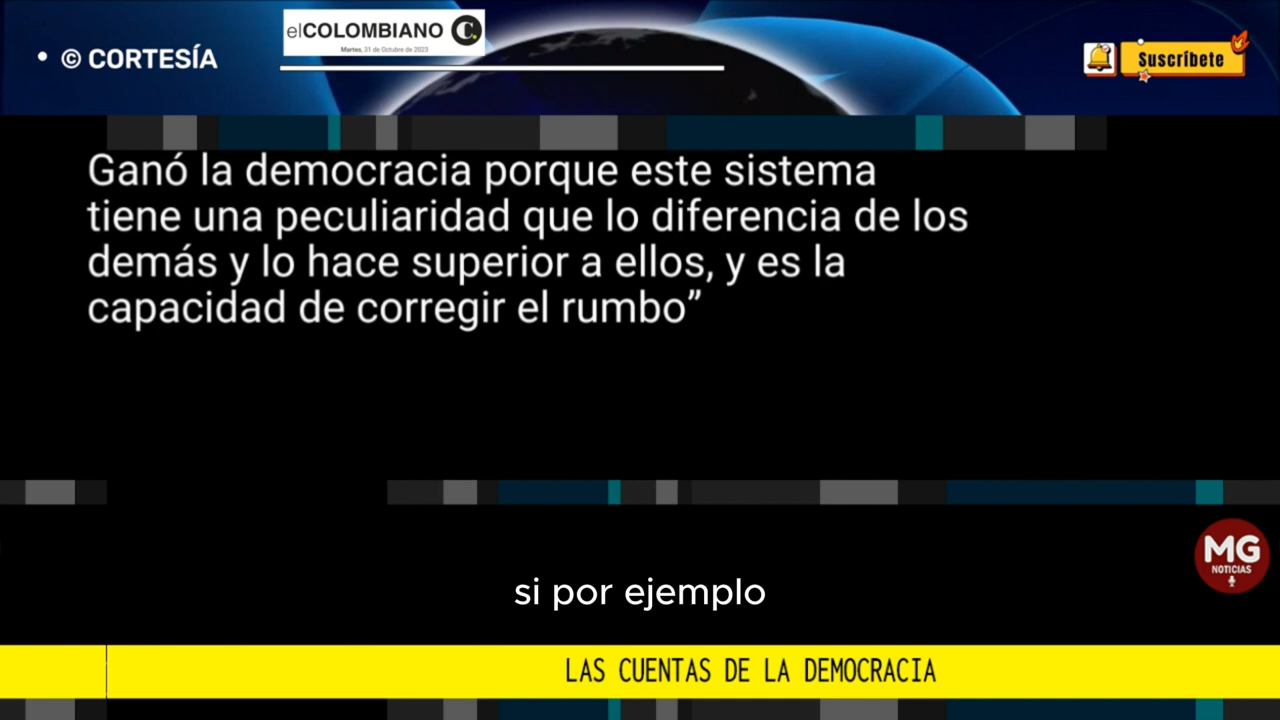 elCOLOMBIANO C.
Martes, 31 de Octubre de 2023
• © CORTESÍA
Suscríbete
Ganó la democracia porque este sistema
tiene una peculiaridad que lo diferencia de los
demás y lo hace superior a ellos, y es la
capacidad de corregir el rumbo”
MG
NOTICIAS
si por ejemplo
LAS CUENTAS DE LA DEMOCRACIA